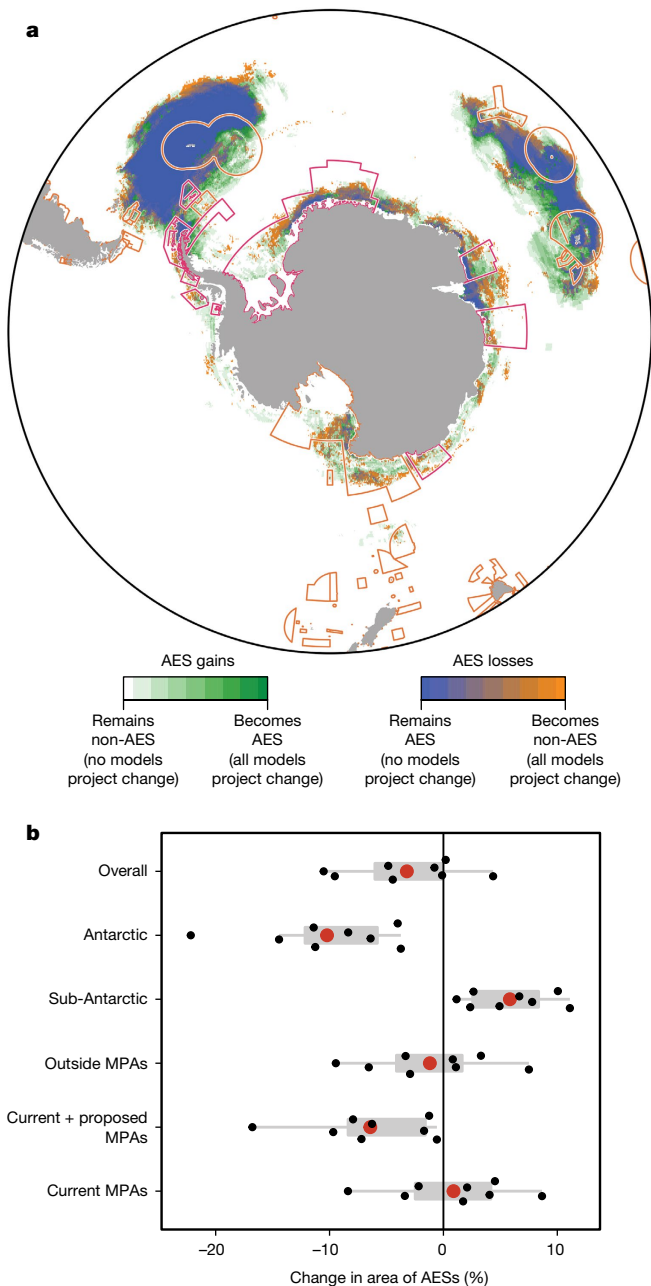 a
AES gains
AES losses
Remains
non-AES
(no models
project change)
Becomes
AES
(all models
project change)
Remains
AES
(no models
project change)
Becomes
non-AES
(all models
project change)
b
Overall
Antarctic
Sub-Antarctic
Outside MPAs
Current + proposed
MPAs
Current MPAs
−20
−10
0
10
Change in area of AESs (%)